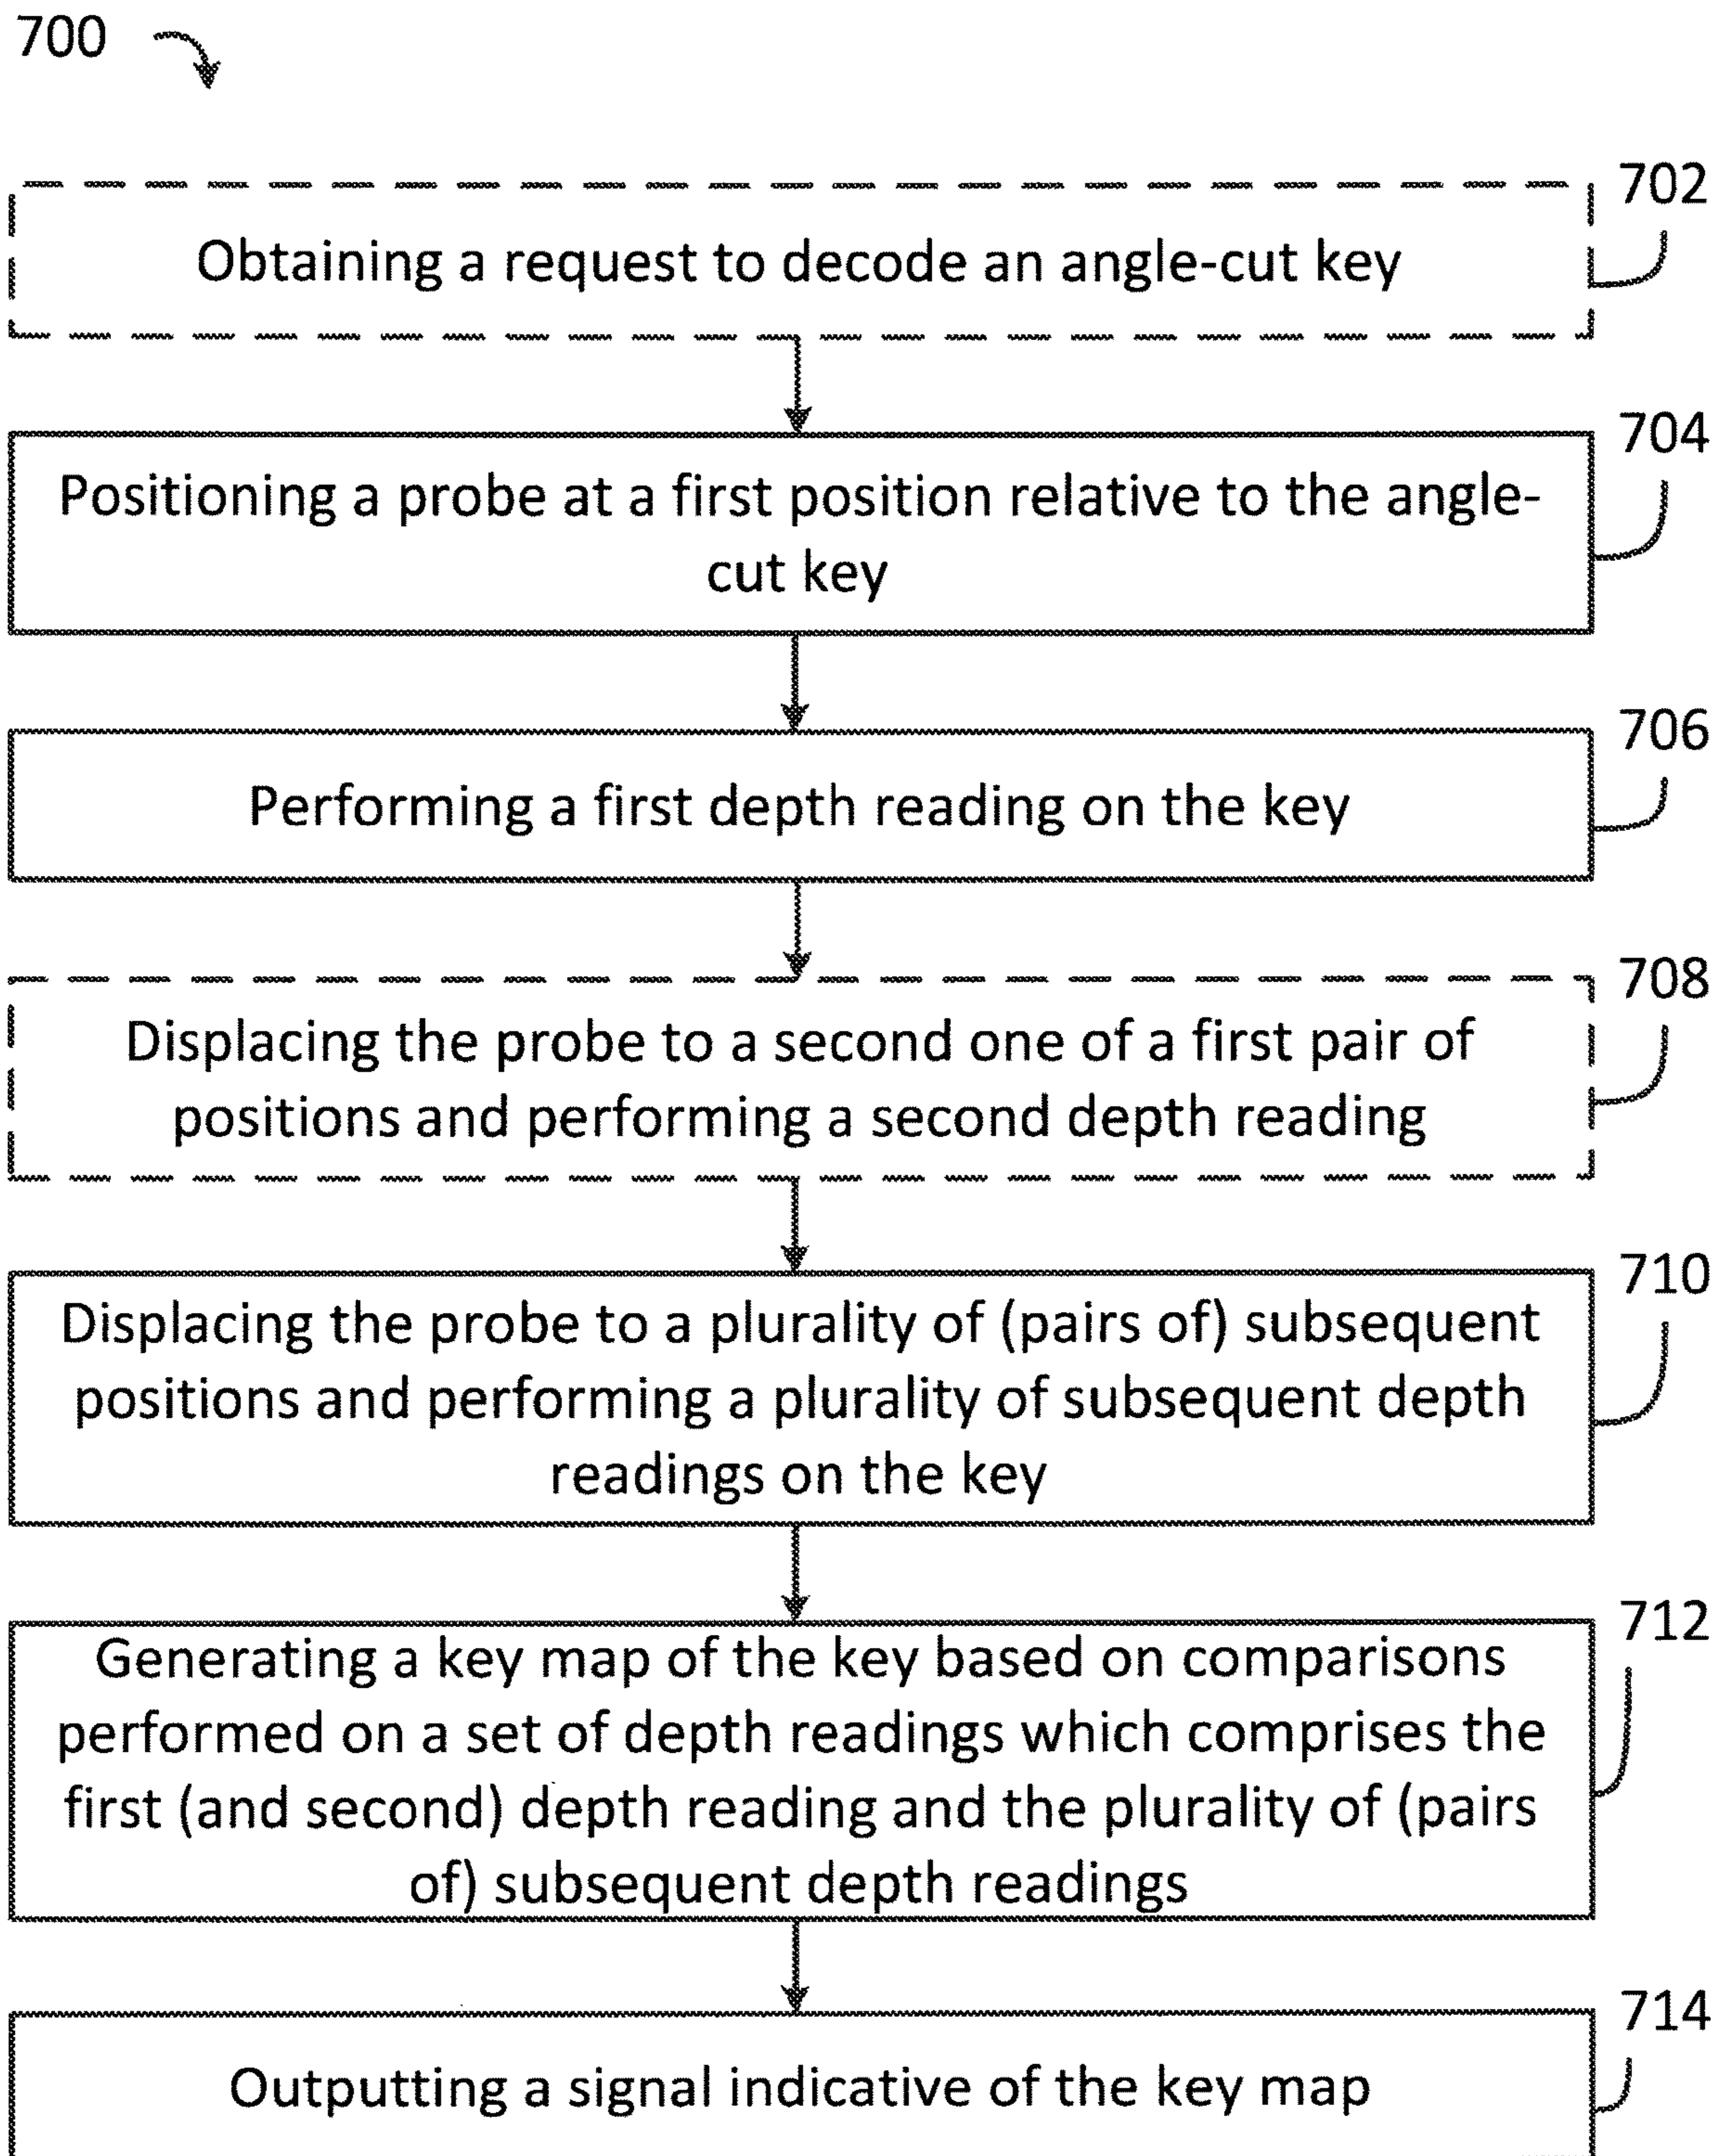 700
702
Obtaining a request to decode an angle-cut key
704
Positioning a probe at a first position relative to the angle-
cut key
706
Performing a first depth reading on the key
708
Displacing the probe to a second one of a first pair of
positions and performing a second depth reading
710
Displacing the probe to a plurality of (pairs of) subsequent
positions and performing a plurality of subsequent depth
readings on the key
712
Generating a key map of the key based on comparisons
performed on a set of depth readings which comprises the
first (and second) depth reading and the plurality of (pairs
of) subsequent depth readings
714
Outputting a signal indicative of the key map